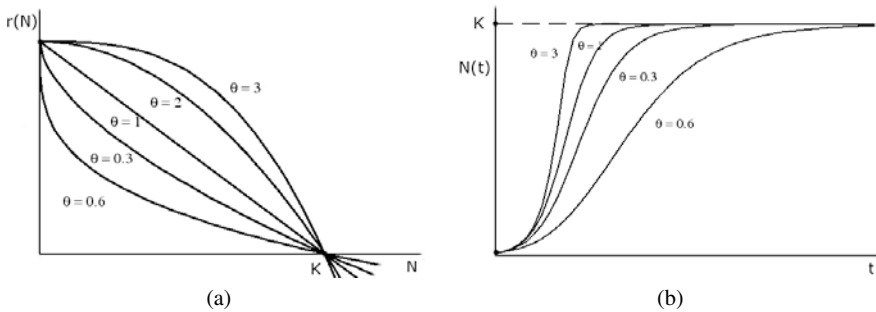 r(N)
θ = 3
θ = 2
θ = 1
θ = 0.3
θ = 0.6
K
N
(a)
K
N(t)
θ = 3
θ = 0.3
θ = 0.6
t
(b)